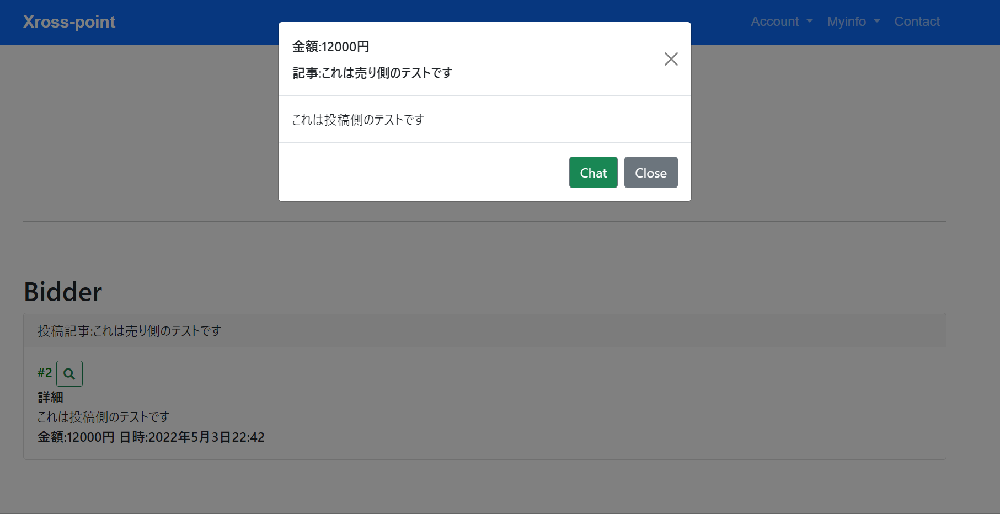 Xross-point
Account Myinfo Contact
金額:12000円
記事:これは売り側のテストです
これは投稿側のテストです
Chat Close
Bidder
投稿記事:これは売り側のテストです
#2
詳細
これは投稿側のテストです
金額:12000円 日時:2022年5月3日22:42